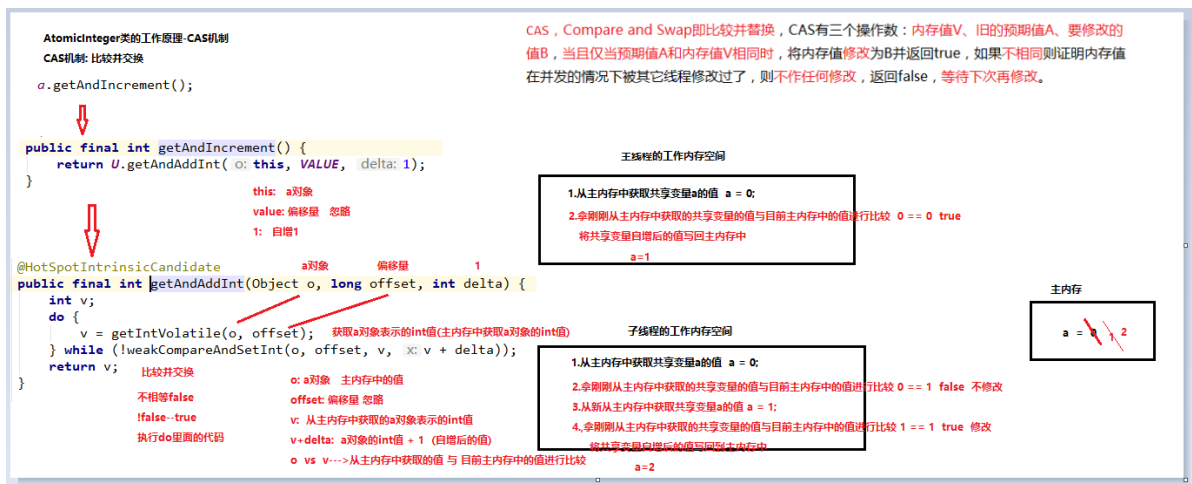 AtomicInteger类的工作原理-CAS机制
CAS机制: 比较并交换
a.getAndIncrement();
CAS，Compare and Swap即比较并替换，CAS有三个操作数：内存值V、旧的预期值A、要修改的
值B，当且仅当预期值A和内存值V相同时，将内存值修改为B并返回true，如果不相同则证明内存值
在并发的情况下被其它线程修改过了，则不作任何修改，返回false，等待下次再修改。
public final int getAndIncrement() {
return U.getAndAddInt( o: this, VALUE, delta: 1);
}
this: a对象
value: 偏移量 忽略
1: 自增1
@HotSpotIntrinsicCandidate
a对象 偏移量 1
public final int getAndAddInt(Object o, long offset, int delta) {
int v;
do {
v = getIntVolatile(o, offset); 获取a对象表示的int值(主内存中获取a对象的int值)
} while (!weakCompareAndSetInt(o, offset, v, x: v + delta));
return v;
}
比较并交换
不相等false
!false--true
执行do里面的代码
o: a对象 主内存中的值
offset: 偏移量 忽略
v: 从主内存中获取的a对象表示的int值
v+delta: a对象的int值 + 1 (自增后的值)
o vs v--->从主内存中获取的值 与 目前主内存中的值进行比较
主线程的工作内存空间
1.从主内存中获取共享变量a的值 a = 0;
2.拿刚刚从主内存中获取的共享变量的值与目前主内存中的值进行比较 0 == 0 true
将共享变量自增后的值写回主内存中
a=1
子线程的工作内存空间
1.从主内存中获取共享变量a的值 a = 0;
2.拿刚刚从主内存中获取的共享变量的值与目前主内存中的值进行比较 0 == 1 false 不修改
3.从新从主内存中获取共享变量a的值 a = 1;
4.,拿刚刚从主内存中获取的共享变量的值与目前主内存中的值进行比较 1 == 1 true 修改
将共享变量自增后的值写回到主内存中
a=2
主内存
a = 0 1 2